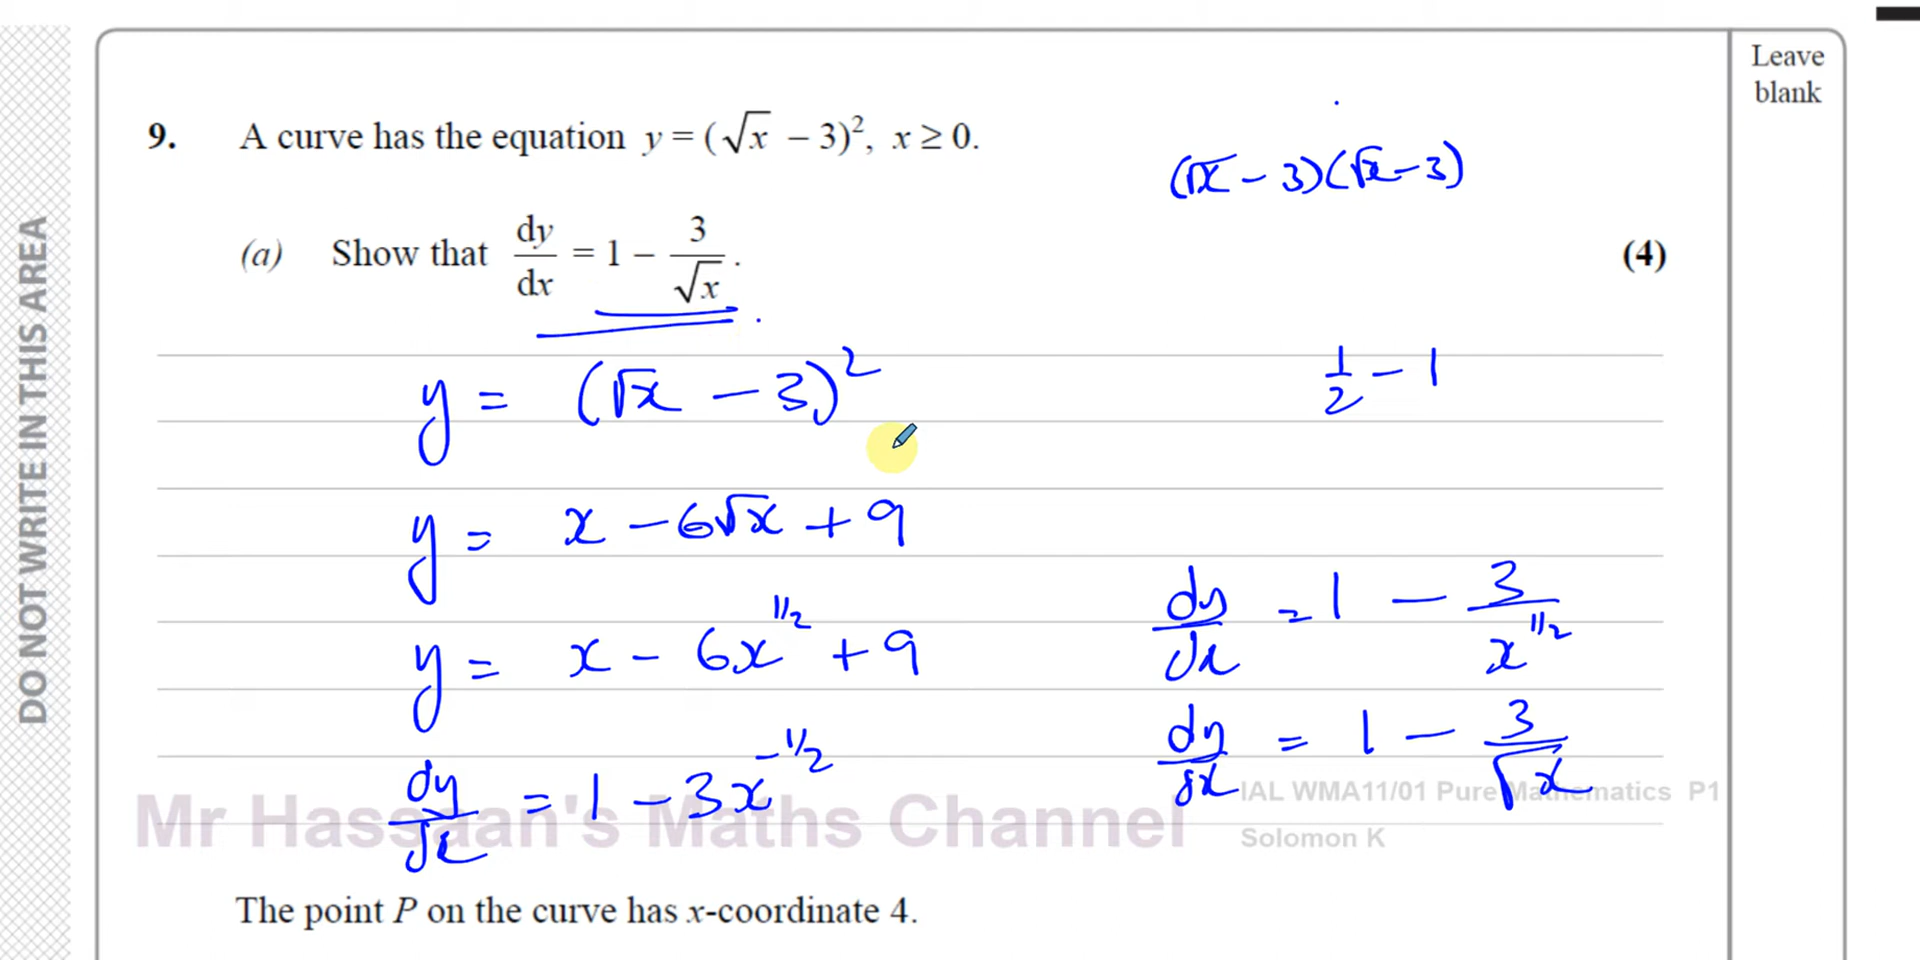 Leave
blank
9. A curve has the equation y = (√x − 3)², x ≥ 0.
(√x − 3)(√x − 3)
(a) Show that dy/dx = 1 − 3/√x.
(4)
y = (√x − 3)²
1/2 − 1
y = x − 6√x + 9
y = x − 6x^1/2 + 9
dy/dx = 1 − 3x^−1/2
dy/dx = 1 − 3/x^1/2
dy/dx = 1 − 3/√x
Mr Hassaan's Maths Channel
IAL WMA11/01 Pure Mathematics P1
Solomon K
The point P on the curve has x-coordinate 4.
DO NOT WRITE IN THIS AREA